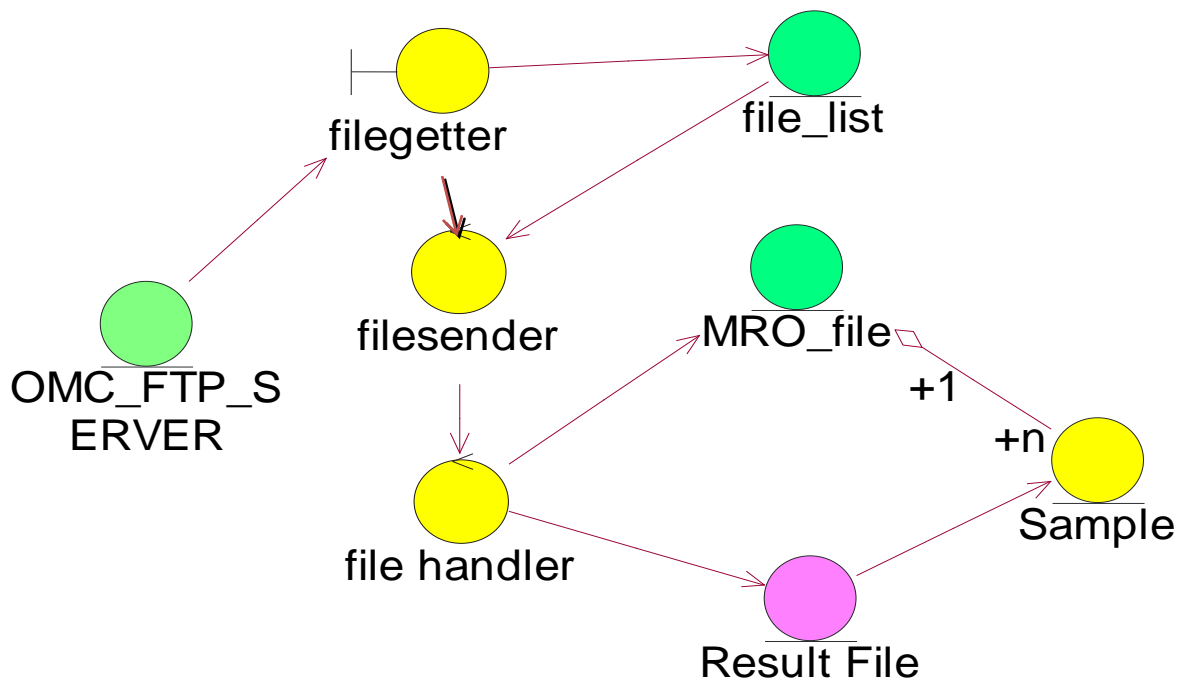 filegetter
file_list
filesender
MRO_file
OMC_FTP_S
ERVER
+1
+n
Sample
file handler
Result File